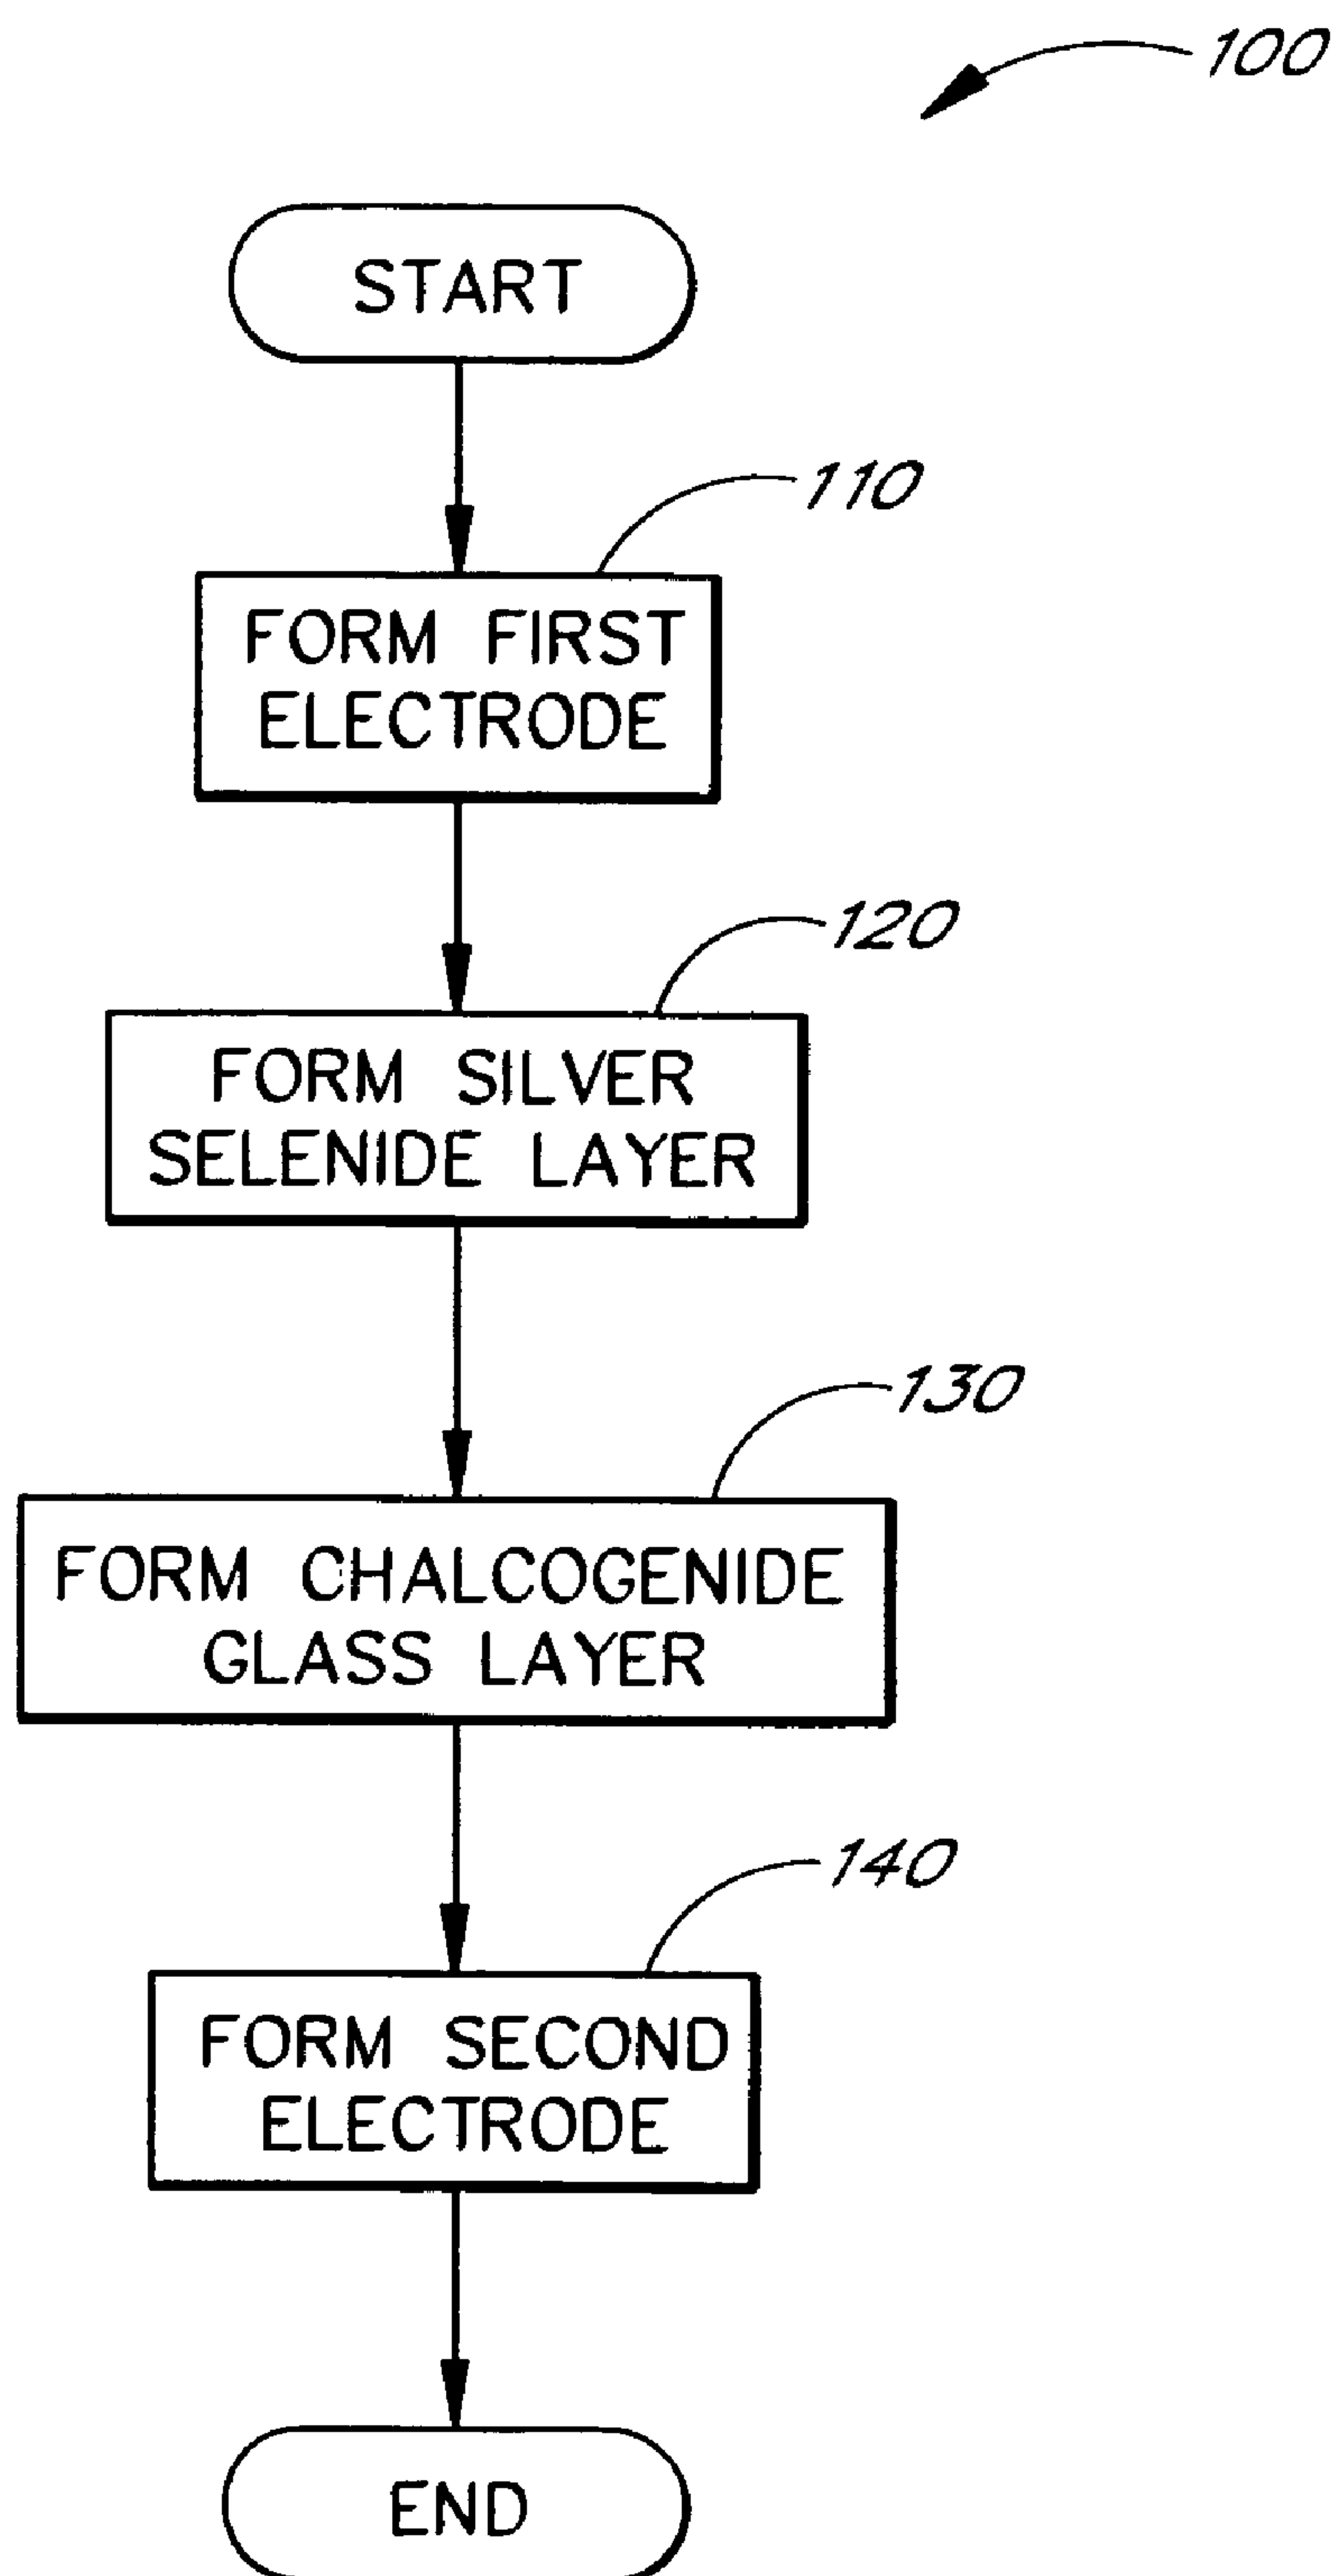 100
START
110
FORM FIRST
ELECTRODE
120
FORM SILVER
SELENIDE LAYER
130
FORM CHALCOGENIDE
GLASS LAYER
140
FORM SECOND
ELECTRODE
END